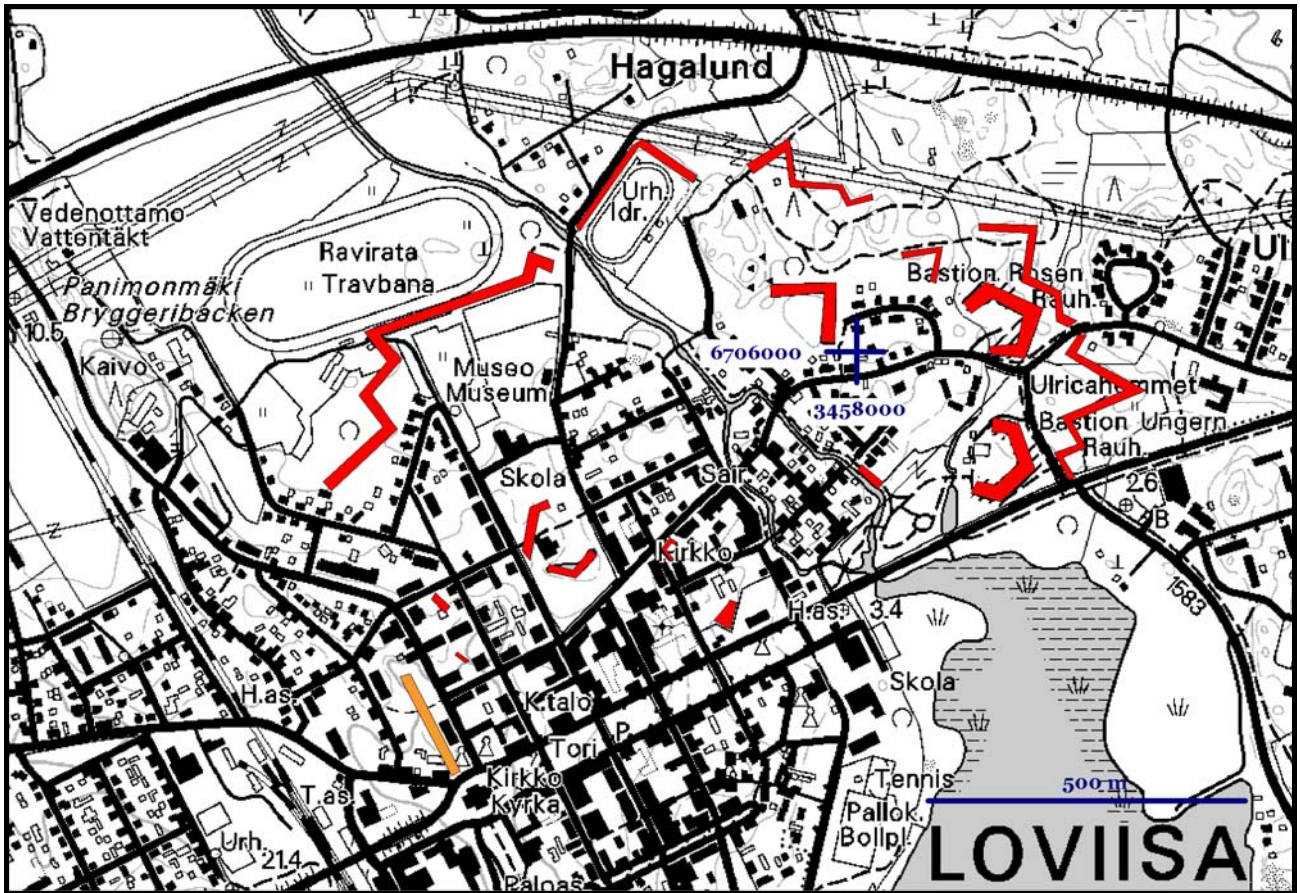 Hagalund
Urh.
Idr.
Vedenottamo
Vattentäkt
Ravirata
Travbana
Panimonmäki
Bryggeribacken
10.5
Kaivo
Museo
Museum
Bastion Rosen
Rauh.
Ul
6706000
3458000
Ulricahemmet
Bastion Ungern
Rauh.
2.6
Skola
Sair.
Kirkko
H.as.
3.4
1583
H.as.
K.talo
Tori
P
Skola
Kirkko
Kyrka
T.as.
Tennis
Pallok.
Bollpl.
500 m
Urh.
21.4
Paloas
LOVIISA